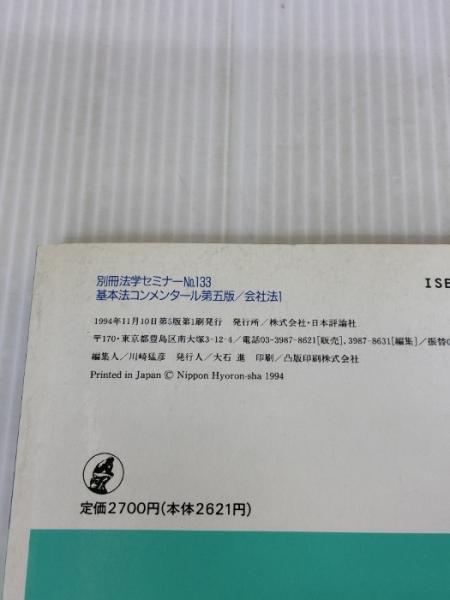 別冊法学セミナーNo.133
基本法コンメンタール第五版/会社法1
ISB
1994年11月10日第5版第1刷発行 発行所/株式会社・日本評論社
〒170・東京都豊島区南大塚3-12-4/電話03-3987-8621[販売]、3987-8631[編集]/振替0
編集人/川崎猛彦 発行人/大石 進 印刷/凸版印刷株式会社
Printed in Japan © Nippon Hyoron-sha 1994
定価2700円(本体2621円)